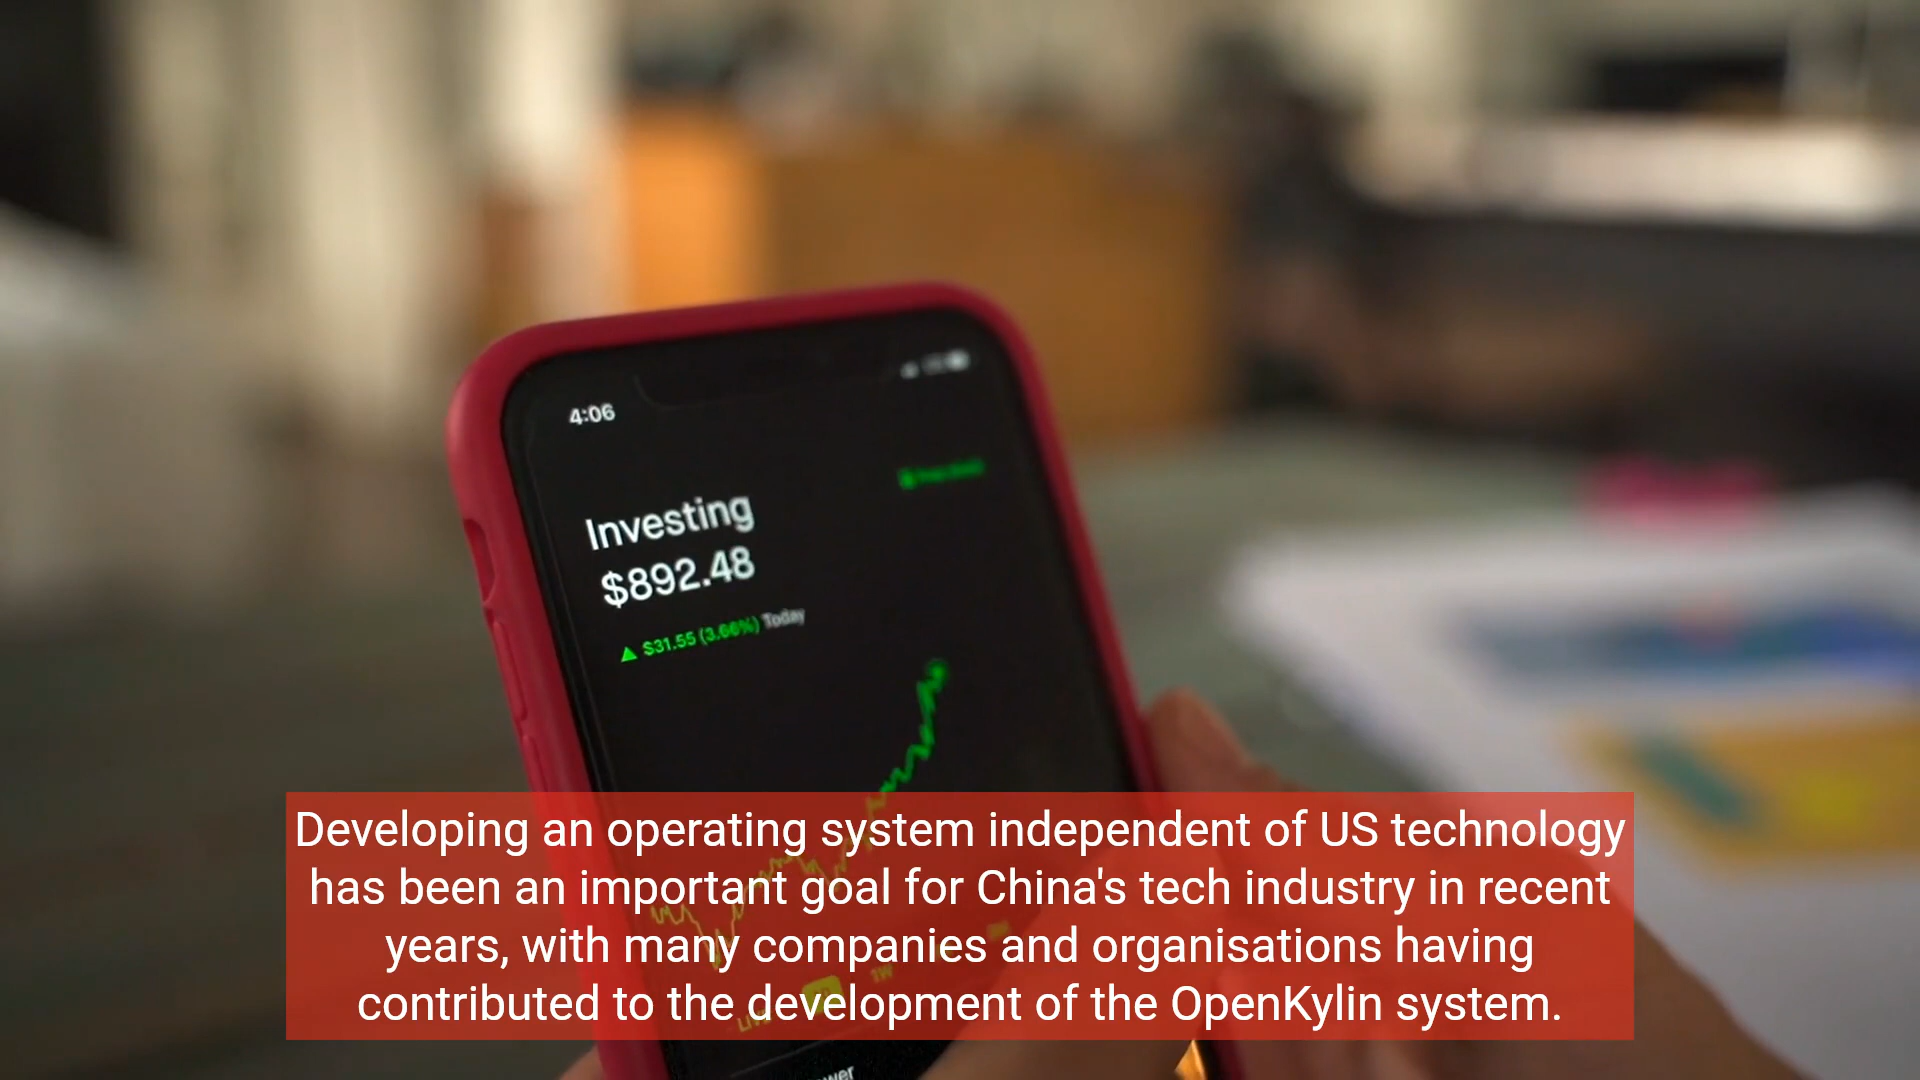 4:06
Investing
$892.48
▲ $31.55 (3.66%) Today
Developing an operating system independent of US technology
has been an important goal for China's tech industry in recent
years, with many companies and organisations having
contributed to the development of the OpenKylin system.
LIVE
1W